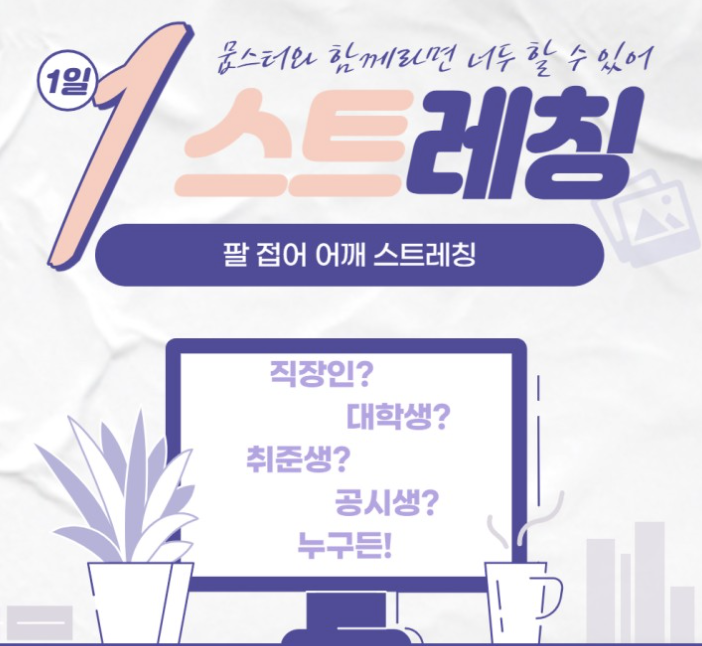 뭅스터와 함께라면 너두 할 수 있어
1일
1
스트레칭
팔 접어 어깨 스트레칭
직장인?
대학생?
취준생?
공시생?
누구든!